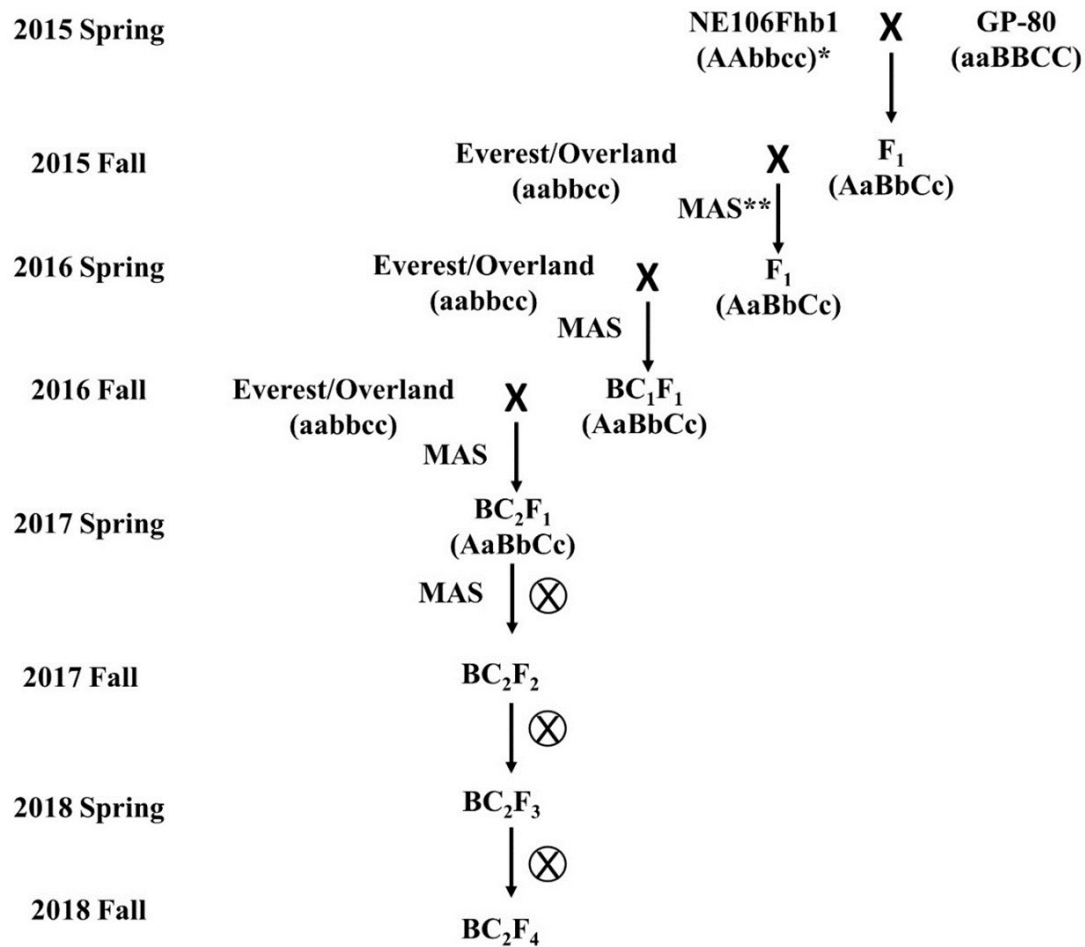 2015 Spring
NE106Fhb1 X GP-80
(AAbbcc)* (aaBBCC)
2015 Fall
Everest/Overland X F₁
(aabbcc) (AaBbCc)
MAS**
2016 Spring
Everest/Overland X F₁
(aabbcc) (AaBbCc)
MAS
2016 Fall
Everest/Overland X BC₁F₁
(aabbcc) (AaBbCc)
MAS
2017 Spring
BC₂F₁
(AaBbCc)
MAS X
2017 Fall
BC₂F₂
X
2018 Spring
BC₂F₃
X
2018 Fall
BC₂F₄